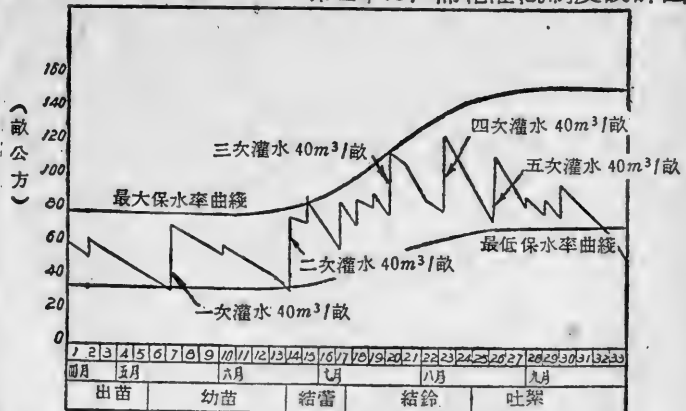 160
140
120
100
80
60
40
20
0
（畝公方）
最大保水率曲綫
三次灌水 40m³/畝
四次灌水 40m³/畝
五次灌水 40m³/畝
二次灌水 40m³/畝
一次灌水 40m³/畝
最低保水率曲綫
1 2 3 4 5 6 7 8 9 10 11 12 13 14 15 16 17 18 19 20 21 22 23 24 25 26 27 28 29 30 31 32 33
四月 五月 六月 七月 八月 九月
出苗 幼苗 結蕾 結鈴 吐絮